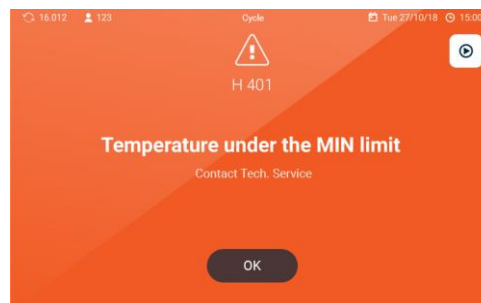 16.012 123 Cycle Tue 27/10/18 15:00
H 401
Temperature under the MIN limit
Contact Tech. Service
OK